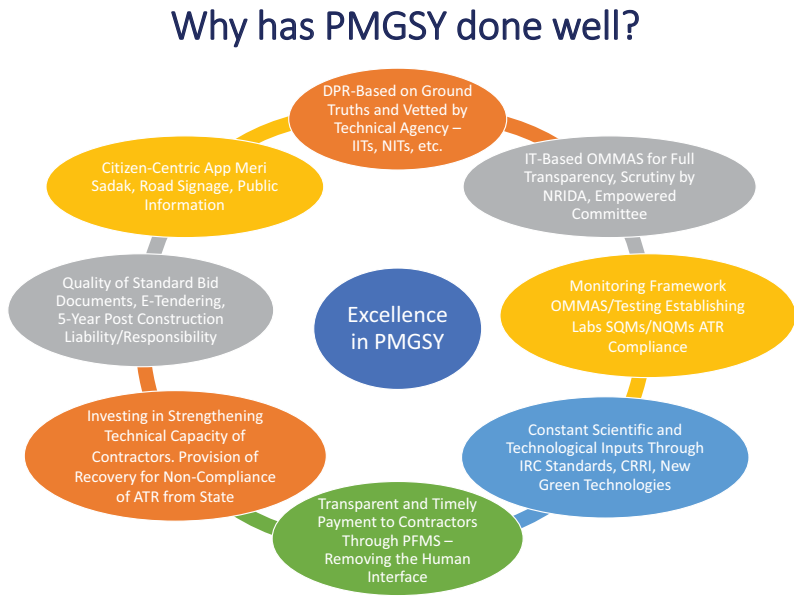 Why has PMGSY done well?
DPR-Based on Ground
Truths and Vetted by
Technical Agency –
IITs, NITs, etc.
IT-Based OMMAS for Full
Transparency, Scrutiny by
NRIDA, Empowered
Committee
Monitoring Framework
OMMAS/Testing Establishing
Labs SQMs/NQMs ATR
Compliance
Constant Scientific and
Technological Inputs Through
IRC Standards, CRRI, New
Green Technologies
Transparent and Timely
Payment to Contractors
Through PFMS –
Removing the Human
Interface
Investing in Strengthening
Technical Capacity of
Contractors. Provision of
Recovery for Non-Compliance
of ATR from State
Quality of Standard Bid
Documents, E-Tendering,
5-Year Post Construction
Liability/Responsibility
Citizen-Centric App Meri
Sadak, Road Signage, Public
Information
Excellence
in PMGSY